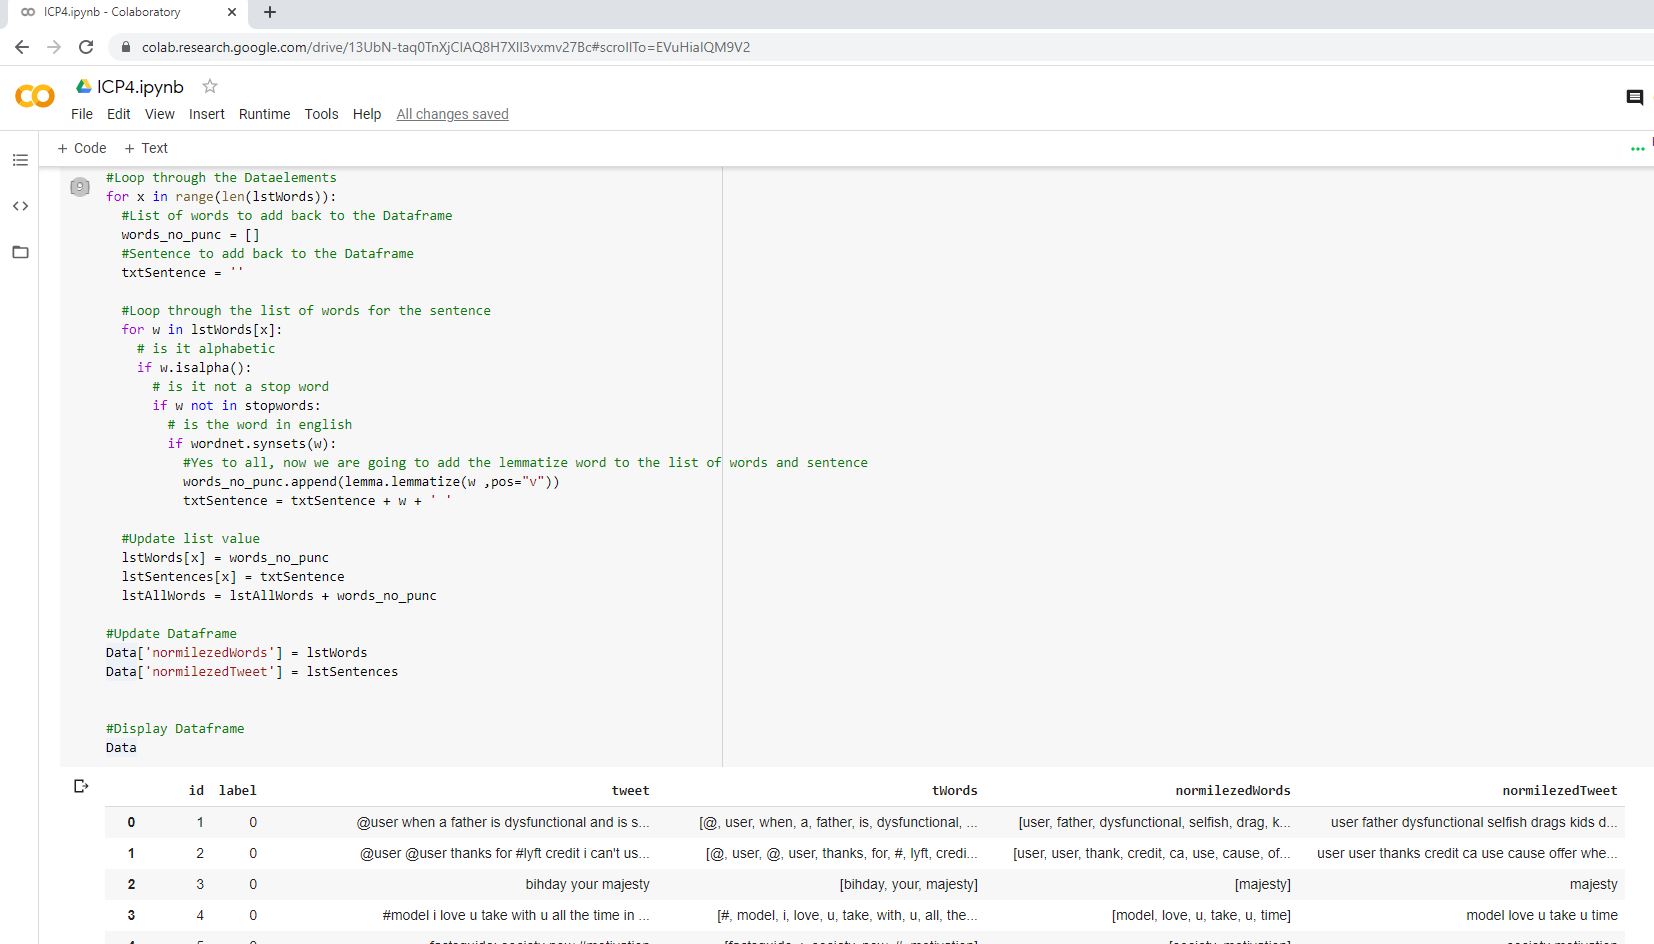 ICP4.ipynb - Colaboratory
colab.research.google.com/drive/13UbN-taq0TnXjCIAQ8H7XII3vxmv27Bc#scrollTo=EVuHiaIQM9V2
CO ICP4.ipynb
File Edit View Insert Runtime Tools Help All changes saved
+ Code + Text
#Loop through the Dataelements
for x in range(len(lstWords)):
#List of words to add back to the Dataframe
words_no_punc = []
#Sentence to add back to the Dataframe
txtSentence = ''
#Loop through the list of words for the sentence
for w in lstWords[x]:
# is it alphabetic
if w.isalpha():
# is it not a stop word
if w not in stopwords:
# is the word in english
if wordnet.synsets(w):
#Yes to all, now we are going to add the lemmatize word to the list of words and sentence
words_no_punc.append(lemma.lemmatize(w ,pos="v"))
txtSentence = txtSentence + w + ' '
#Update list value
lstWords[x] = words_no_punc
lstSentences[x] = txtSentence
lstAllWords = lstAllWords + words_no_punc
#Update Dataframe
Data['normilezedWords'] = lstWords
Data['normilezedTweet'] = lstSentences
#Display Dataframe
Data
id label tweet tWords normilezedWords normilezedTweet
0 1 0 @user when a father is dysfunctional and is s... [@, user, when, a, father, is, dysfunctional, ... [user, father, dysfunctional, selfish, drag, k... user father dysfunctional selfish drags kids d...
1 2 0 @user @user thanks for #lyft credit i can't us... [@, user, @, user, thanks, for, #, lyft, credi... [user, user, thank, credit, ca, use, cause, of... user user thanks credit ca use cause offer whe...
2 3 0 bihday your majesty [bihday, your, majesty] [majesty] majesty
3 4 0 #model i love u take with u all the time in ... [#, model, i, love, u, take, with, u, all, the... [model, love, u, take, u, time] model love u take u time